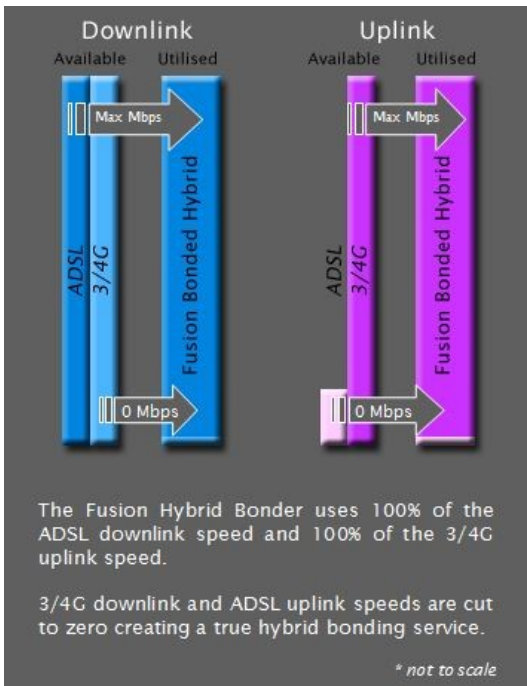 Downlink
Uplink
Available
Utilised
Available
Utilised
Max Mbps
Max Mbps
ADSL
3/4G
Fusion Bonded Hybrid
ADSL
3/4G
Fusion Bonded Hybrid
0 Mbps
0 Mbps
The Fusion Hybrid Bonder uses 100% of the
ADSL downlink speed and 100% of the 3/4G
uplink speed.
3/4G downlink and ADSL uplink speeds are cut
to zero creating a true hybrid bonding service.
* not to scale